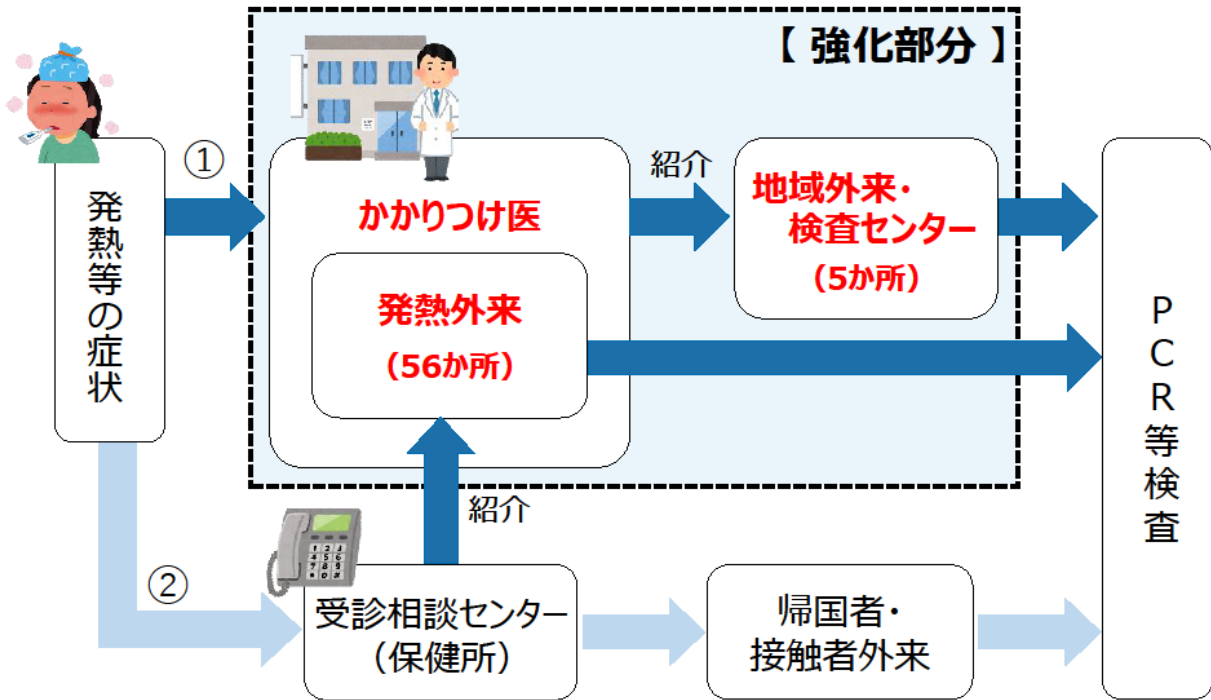 【 強化部分 】
①
発熱等の症状
かかりつけ医
発熱外来
（56か所）
紹介
地域外来・
検査センター
（5か所）
PCR等検査
紹介
②
受診相談センター
（保健所）
帰国者・
接触者外来